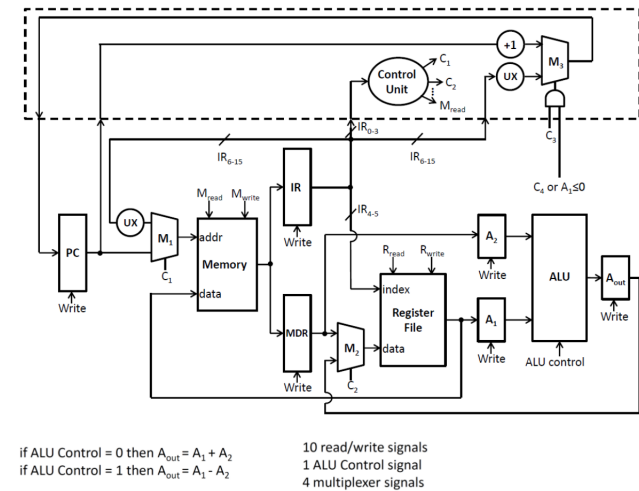 +1
M3
Control
Unit
C1
C2
Mread
UX
C3
IR0-3
IR6-15
IR6-15
C4 or A1≤0
IR
Mread
Mwrite
IR4-5
UX
M1
addr
Memory
data
PC
Write
C1
Write
Rread
Rwrite
A2
Write
ALU
Aout
Write
index
Register
File
data
MDR
M2
Write
C2
A1
Write
ALU control
if ALU Control = 0 then Aout = A1 + A2
if ALU Control = 1 then Aout = A1 - A2
10 read/write signals
1 ALU Control signal
4 multiplexer signals